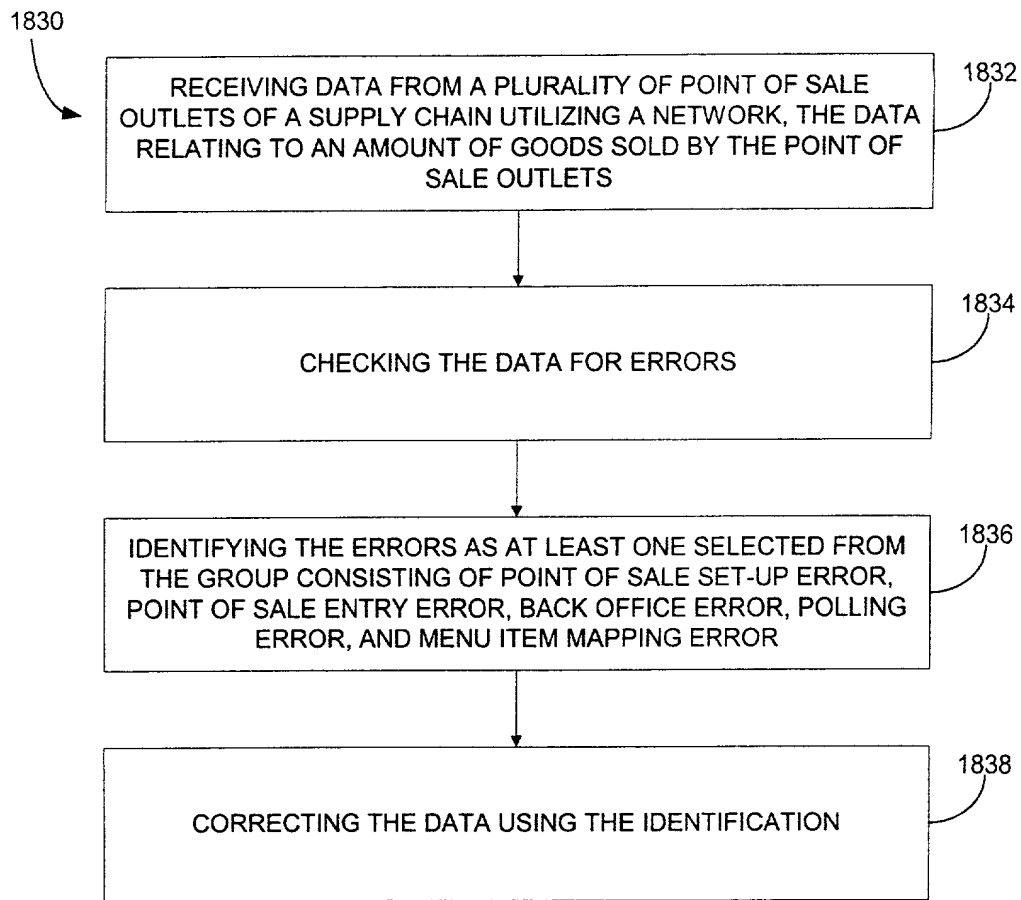 1830
1832
RECEIVING DATA FROM A PLURALITY OF POINT OF SALE
OUTLETS OF A SUPPLY CHAIN UTILIZING A NETWORK, THE DATA
RELATING TO AN AMOUNT OF GOODS SOLD BY THE POINT OF
SALE OUTLETS
1834
CHECKING THE DATA FOR ERRORS
1836
IDENTIFYING THE ERRORS AS AT LEAST ONE SELECTED FROM
THE GROUP CONSISTING OF POINT OF SALE SET-UP ERROR,
POINT OF SALE ENTRY ERROR, BACK OFFICE ERROR, POLLING
ERROR, AND MENU ITEM MAPPING ERROR
1838
CORRECTING THE DATA USING THE IDENTIFICATION